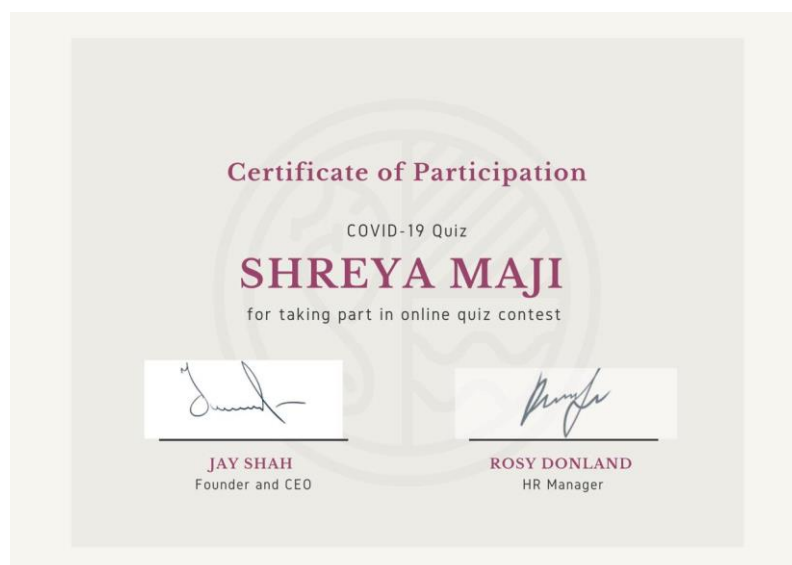 Certificate of Participation
COVID-19 Quiz
SHREYA MAJI
for taking part in online quiz contest
JAY SHAH
Founder and CEO
ROSY DONLAND
HR Manager